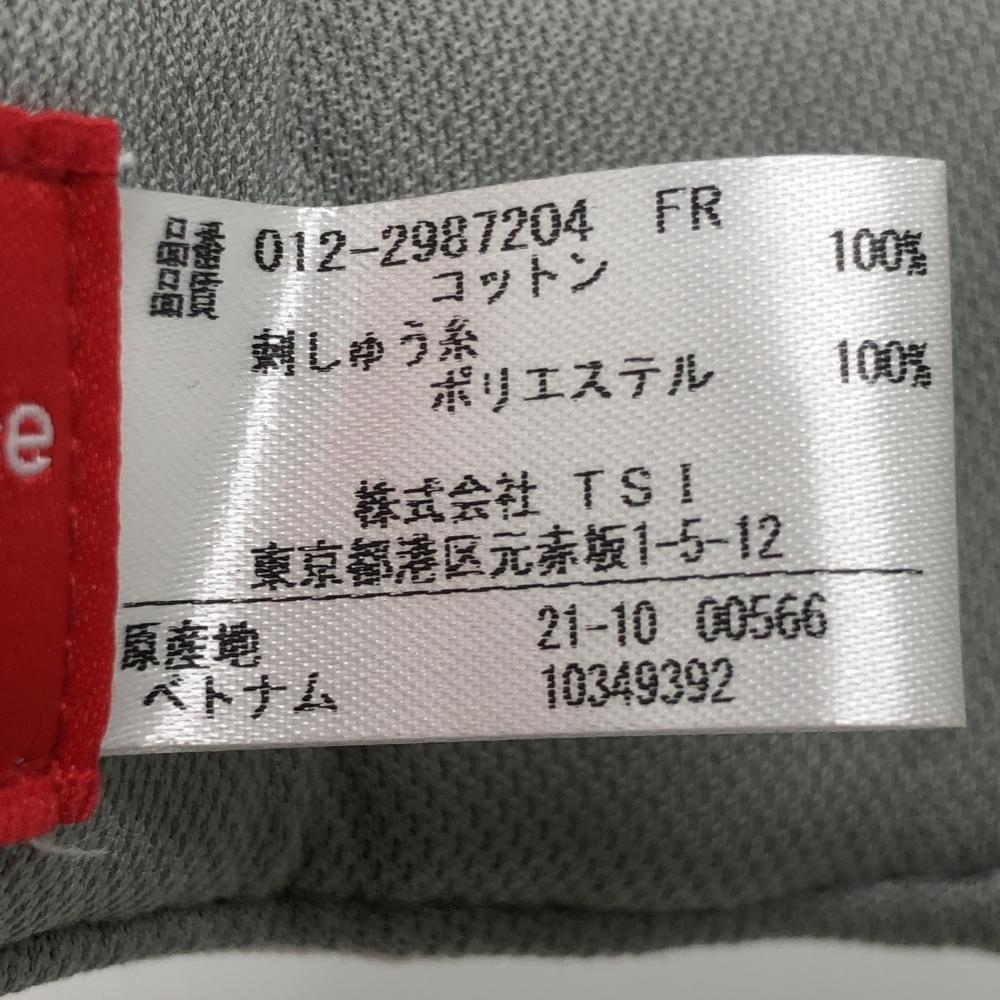 品番 012-2987204 FR
コットン 100%
刺しゅう糸
ポリエステル 100%
株式会社 TSI
東京都港区元赤坂1-5-12
原産地 21-10 00566
ベトナム 10349392
e